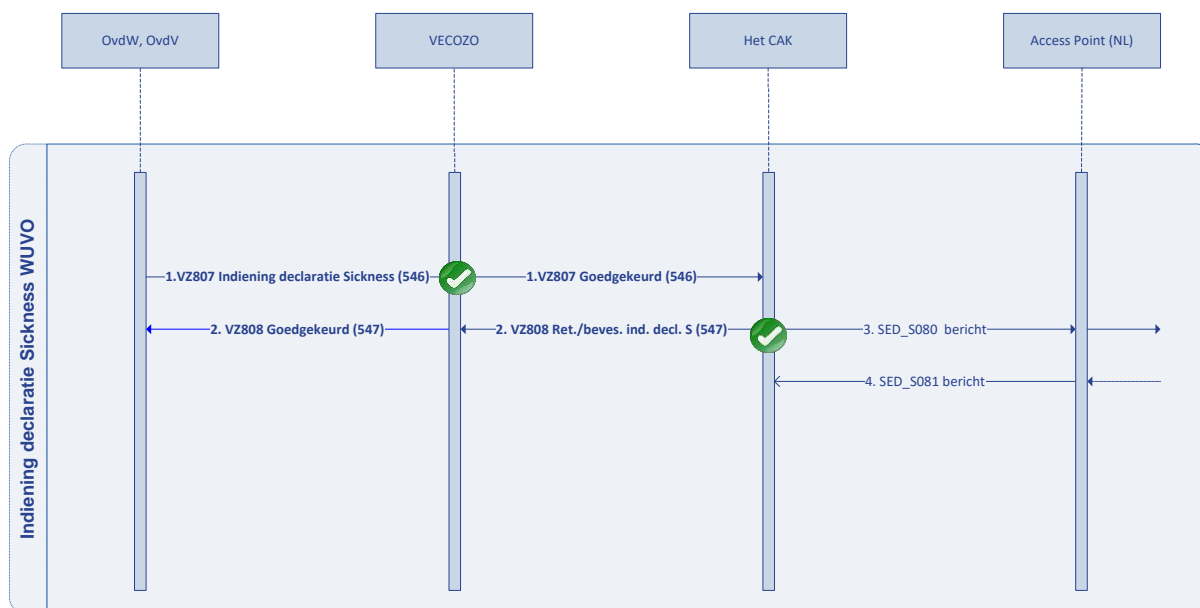 OvdW, OvdV
VECOZO
Het CAK
Access Point (NL)
Indiening declaratie Sickness WUVO
1.VZ807 Indiening declaratie Sickness (546)
1.VZ807 Goedgekeurd (546)
2. VZ808 Goedgekeurd (547)
2. VZ808 Ret./beves. ind. decl. S (547)
3. SED_S080 bericht
4. SED_S081 bericht